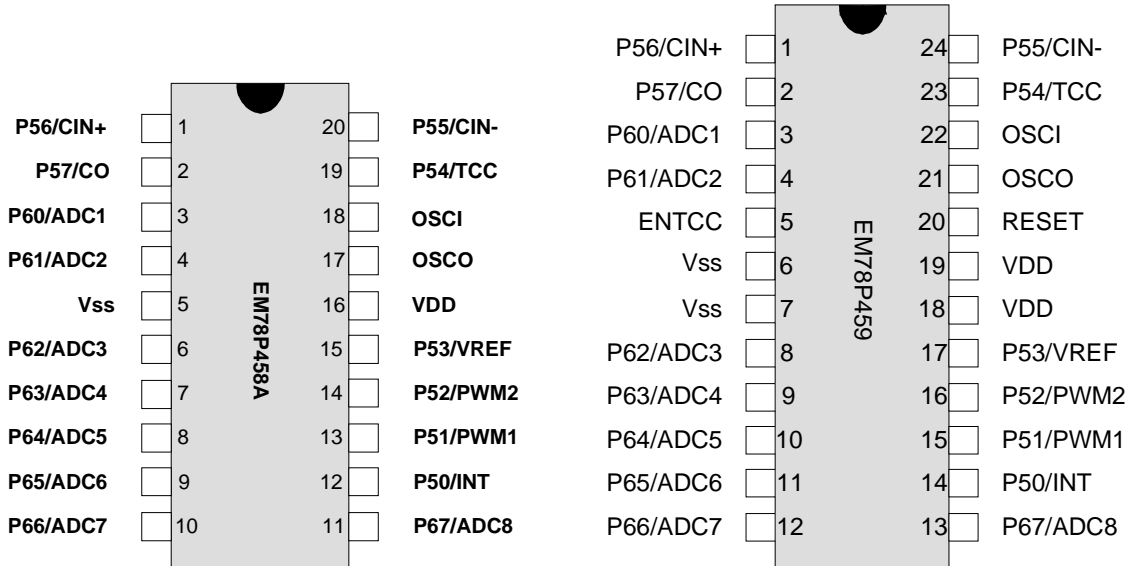 P56/CIN+ 1 20 P55/CIN-
P57/CO 2 19 P54/TCC
P60/ADC1 3 18 OSCI
P61/ADC2 4 17 OSCO
Vss 5 16 VDD
P62/ADC3 6 15 P53/VREF
P63/ADC4 7 14 P52/PWM2
P64/ADC5 8 13 P51/PWM1
P65/ADC6 9 12 P50/INT
P66/ADC7 10 11 P67/ADC8
EM78P458A
P56/CIN+ 1 24 P55/CIN-
P57/CO 2 23 P54/TCC
P60/ADC1 3 22 OSCI
P61/ADC2 4 21 OSCO
ENTCC 5 20 RESET
Vss 6 19 VDD
Vss 7 18 VDD
P62/ADC3 8 17 P53/VREF
P63/ADC4 9 16 P52/PWM2
P64/ADC5 10 15 P51/PWM1
P65/ADC6 11 14 P50/INT
P66/ADC7 12 13 P67/ADC8
EM78P459